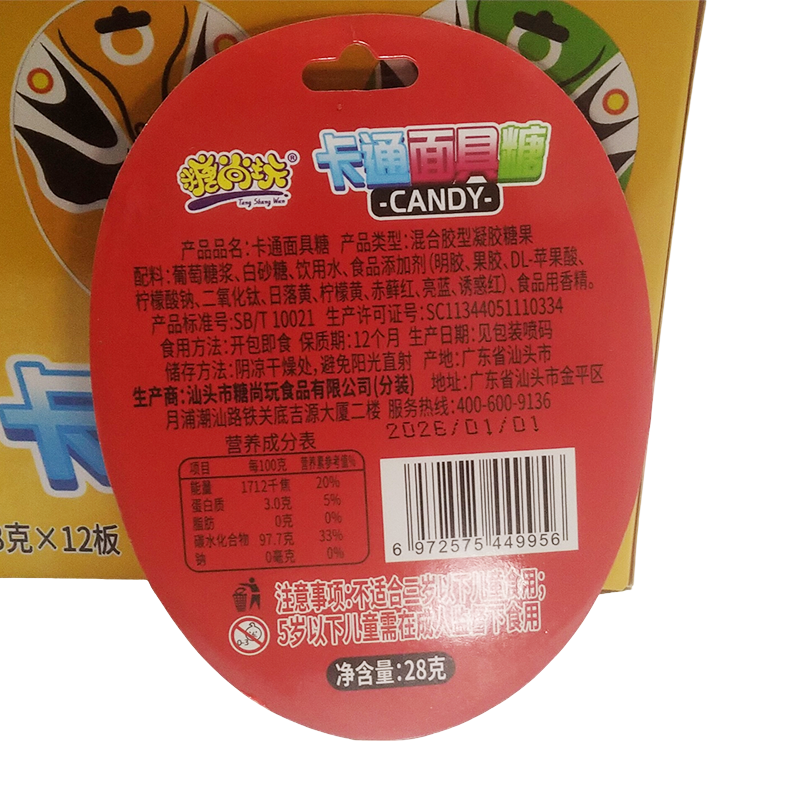 糖尚玩®
Tang Shang Wan
卡通面具糖
-CANDY-
产品品名:卡通面具糖 产品类型:混合胶型凝胶糖果
配料:葡萄糖浆、白砂糖、饮用水、食品添加剂(明胶、果胶、DL-苹果酸、
柠檬酸钠、二氧化钛、日落黄、柠檬黄、赤鲜红、亮蓝、诱惑红)、食品用香精。
产品标准号:SB/T 10021 生产许可证号:SC11344051110334
食用方法:开包即食 保质期:12个月 生产日期:见包装喷码
储存方法:阴凉干燥处,避免阳光直射 产地:广东省汕头市
生产商:汕头市糖尚玩食品有限公司(分装) 地址:广东省汕头市金平区
月浦潮汕路铁关底吉源大厦二楼 服务热线:400-600-9136
2026/01/01
营养成分表
项目 每100克 营养素参考值%
能量 1712千焦 20%
蛋白质 3.0克 5%
脂肪 0克 0%
碳水化合物 97.7克 33%
钠 0毫克 0%
6 972575 449956
注意事项:不适合三岁以下儿童食用;
5岁以下儿童需在成人监督下食用
0-3
净含量:28克
卡
8克×12板